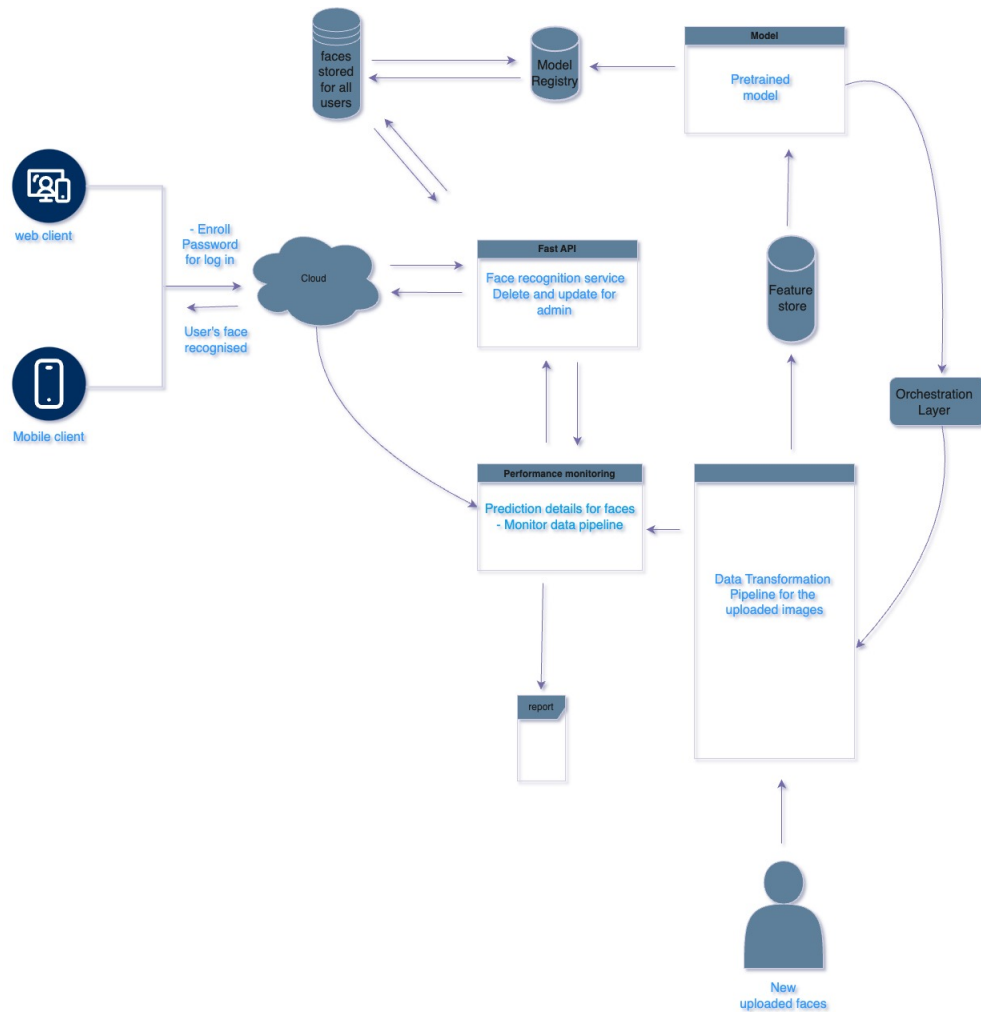 faces
stored
for all
users
Model
Registry
Model
Pretrained
model
web client
- Enroll
Password
for log in
Cloud
User's face
recognised
Mobile client
Fast API
Face recognition service
Delete and update for
admin
Feature
store
Orchestration
Layer
Performance monitoring
Prediction details for faces
- Monitor data pipeline
Data Transformation
Pipeline for the
uploaded images
report
New
uploaded faces